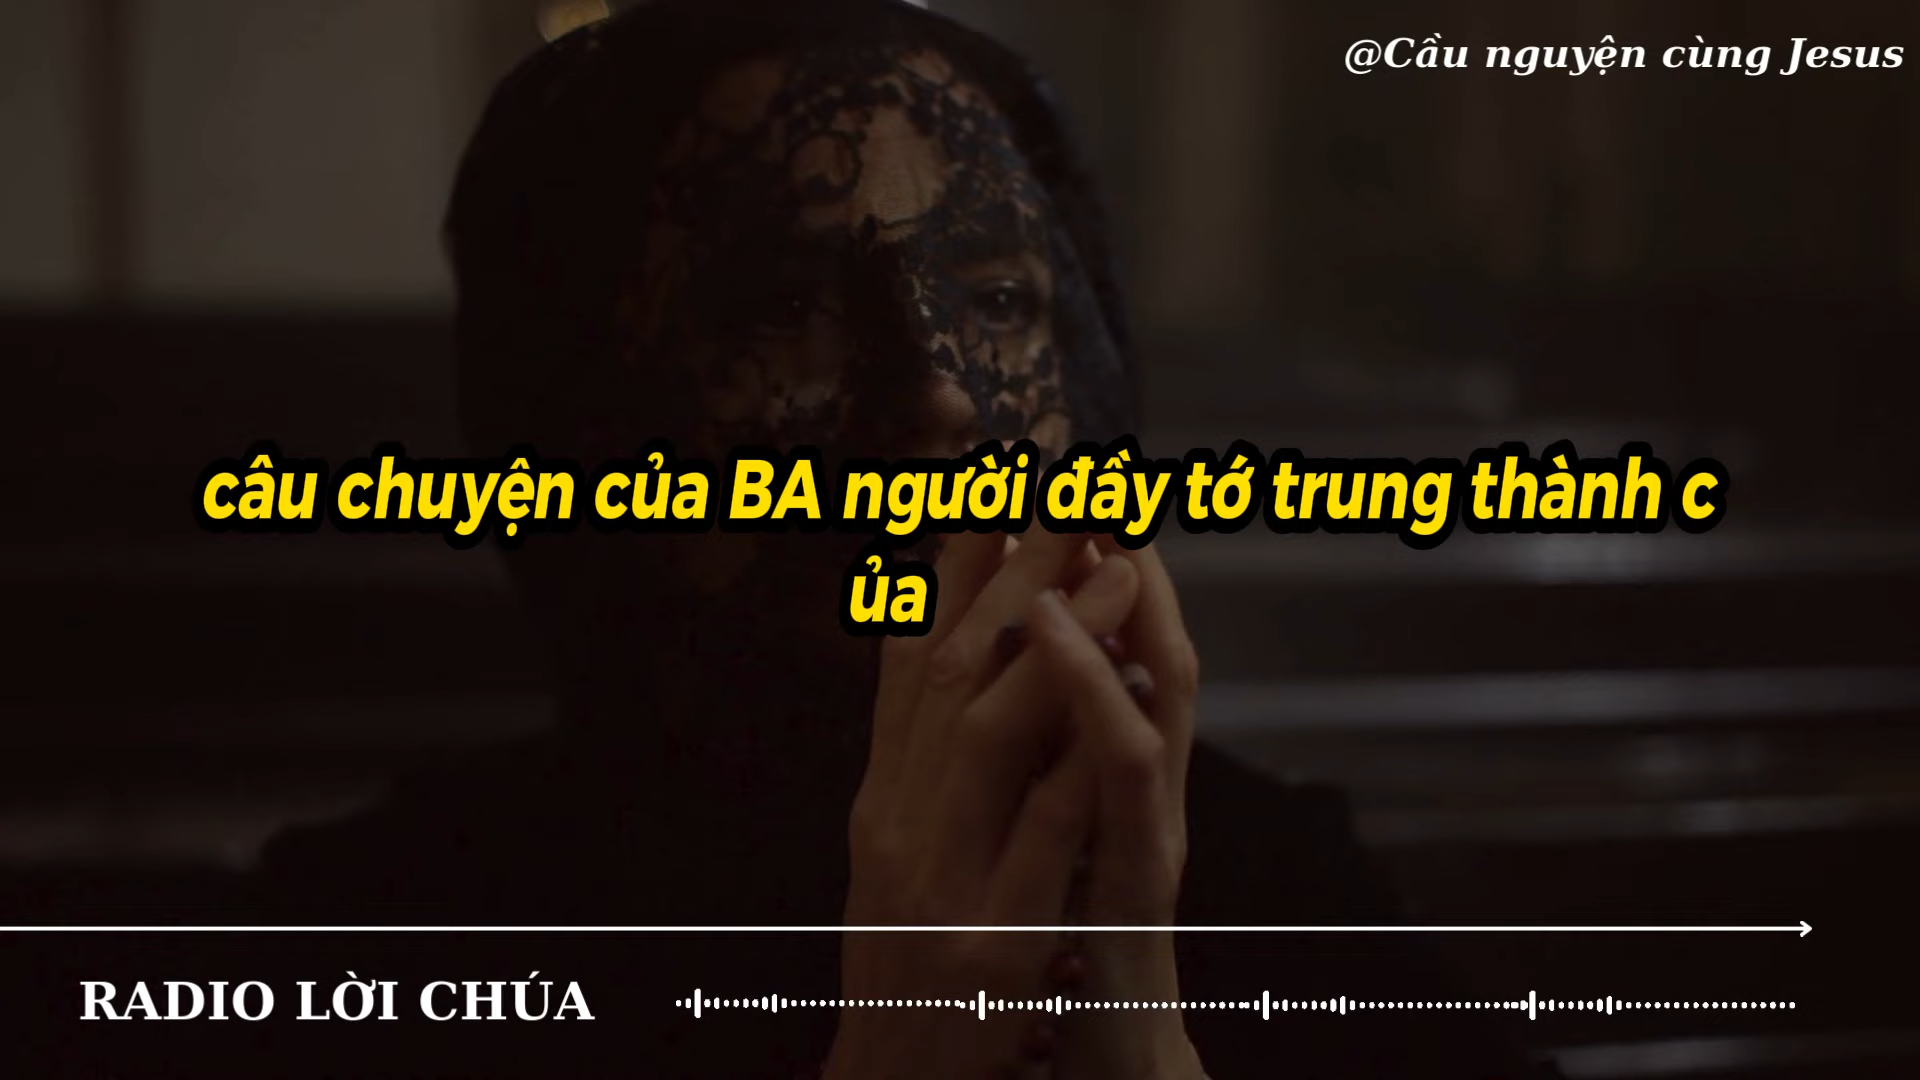 @Cầu nguyện cùng Jesus
câu chuyện của BA người đầy tớ trung thành c
ủa
RADIO LỜI CHÚA